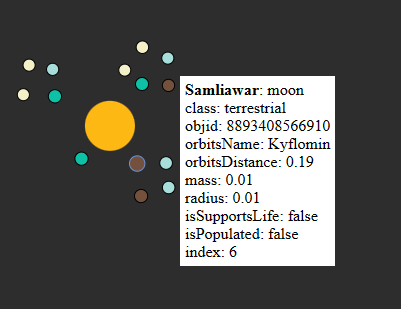 Samliawar: moon
class: terrestrial
objid: 8893408566910
orbitsName: Kyflomin
orbitsDistance: 0.19
mass: 0.01
radius: 0.01
isSupportsLife: false
isPopulated: false
index: 6